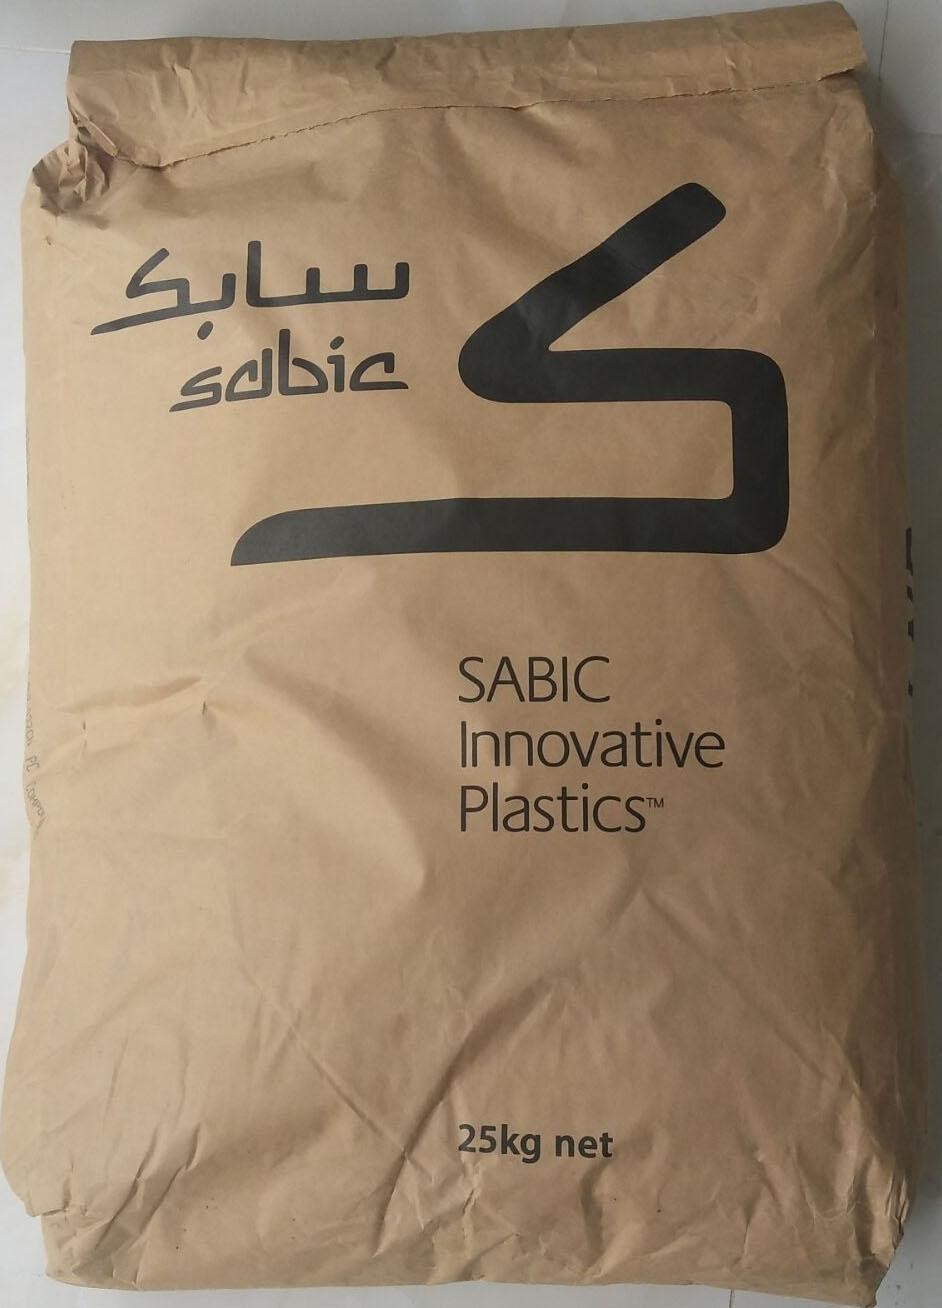 سابك
sabic
SABIC
Innovative
Plastics™
25kg net